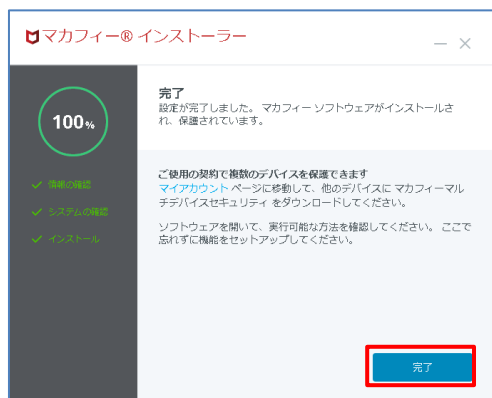 マカフィー® インストーラー
100%
情報の確認
システムの確認
インストール
完了
設定が完了しました。 マカフィー ソフトウェアがインストールさ
れ、保護されています。
ご使用の契約で複数のデバイスを保護できます
マイアカウント ページに移動して、他のデバイスに マカフィーマル
チデバイスセキュリティ をダウンロードしてください。
ソフトウェアを開いて、実行可能な方法を確認してください。 ここで
忘れずに機能をセットアップしてください。
完了